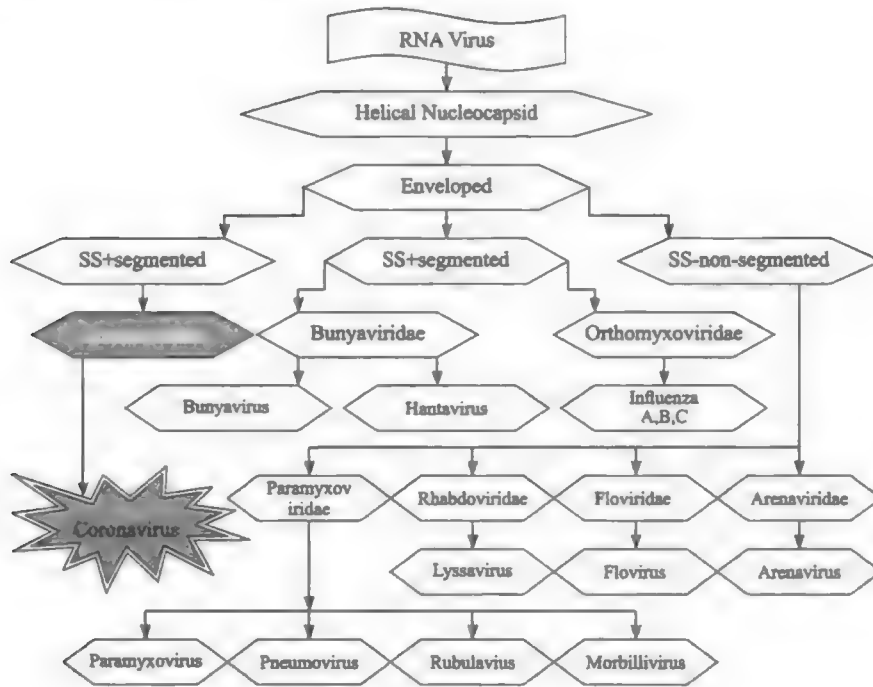 RNA Virus
Helical Nucleocapsid
Enveloped
SS+segmented
SS+segmented
SS-non-segmented
Bunyaviridae
Orthomyxoviridae
Bunyavirus
Hantavirus
Influenza
A,B,C
Coronavirus
Paramyxov
iridae
Rhabdoviridae
Floviridae
Arenaviridae
Lyssavirus
Flovirus
Arenavirus
Paramyxovirus
Pneumovirus
Rubulavius
Morbillivirus